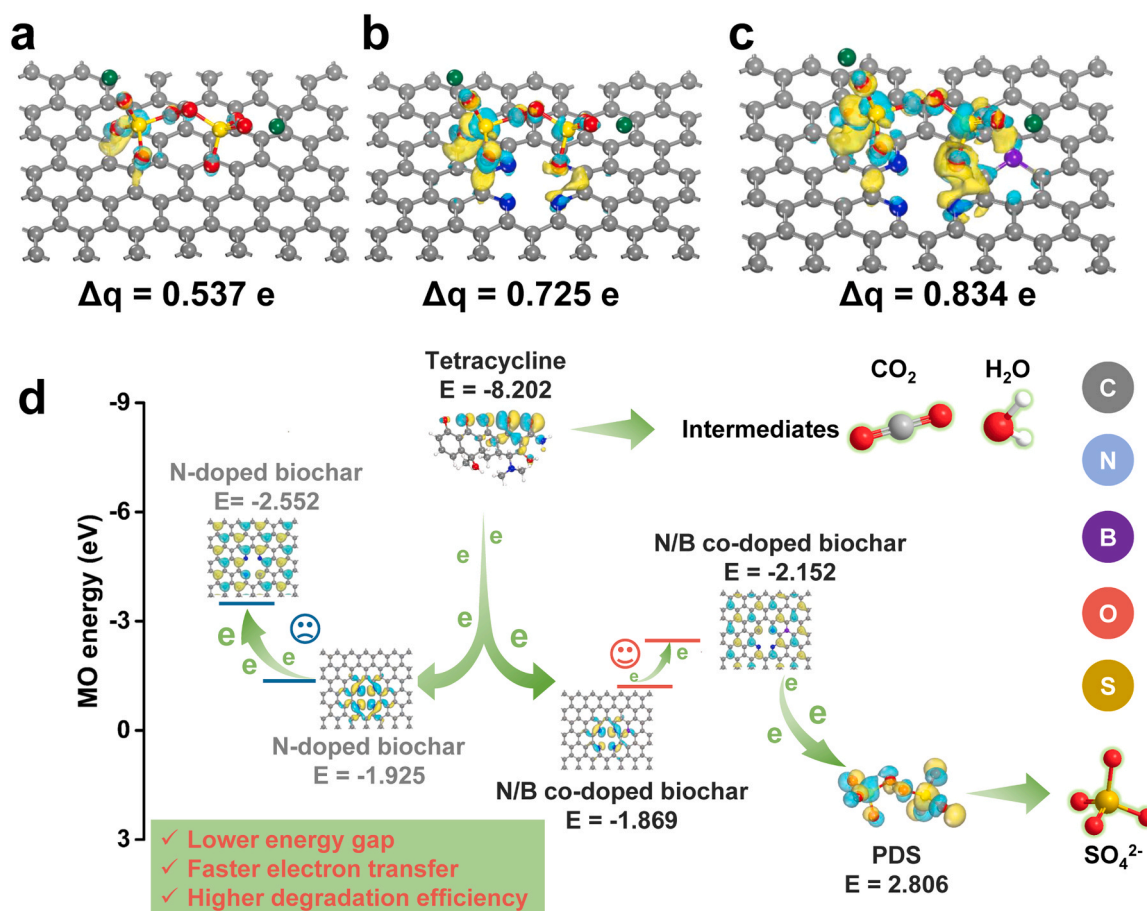 a
b
c
Δq = 0.537 e
Δq = 0.725 e
Δq = 0.834 e
d
MO energy (eV)
-9
-6
-3
0
3
Tetracycline
E = -8.202
Intermediates
CO₂
H₂O
N-doped biochar
E= -2.552
e
e
e
e
e
e
e
N-doped biochar
E = -1.925
N/B co-doped biochar
E = -2.152
e
e
N/B co-doped biochar
E = -1.869
e
e
e
PDS
E = 2.806
SO₄²⁻
C
N
B
O
S
✓ Lower energy gap
✓ Faster electron transfer
✓ Higher degradation efficiency